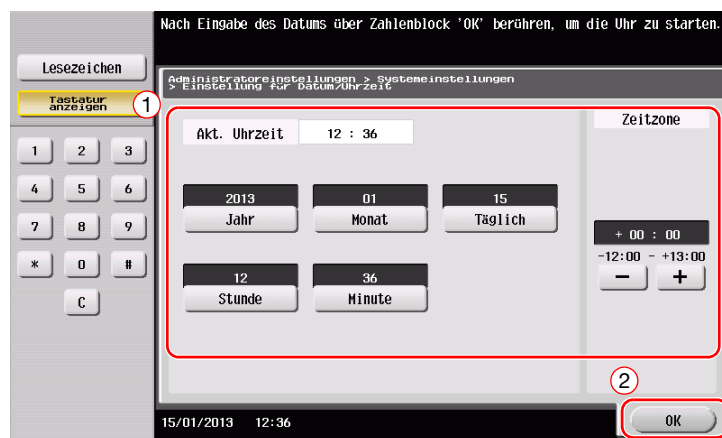 Nach Eingabe des Datums über Zahlenblock 'OK' berühren, um die Uhr zu starten.
Lesezeichen
Tastatur
anzeigen
1 2 3
4 5 6
7 8 9
* 0 #
C
Administratoreinstellungen > Systemeinstellungen
> Einstellung für Datum/Uhrzeit
1
Akt. Uhrzeit 12 : 36
2013 01 15
Jahr Monat Täglich
12 36
Stunde Minute
Zeitzone
+ 00 : 00
-12:00 - +13:00
− +
2
15/01/2013 12:36
OK